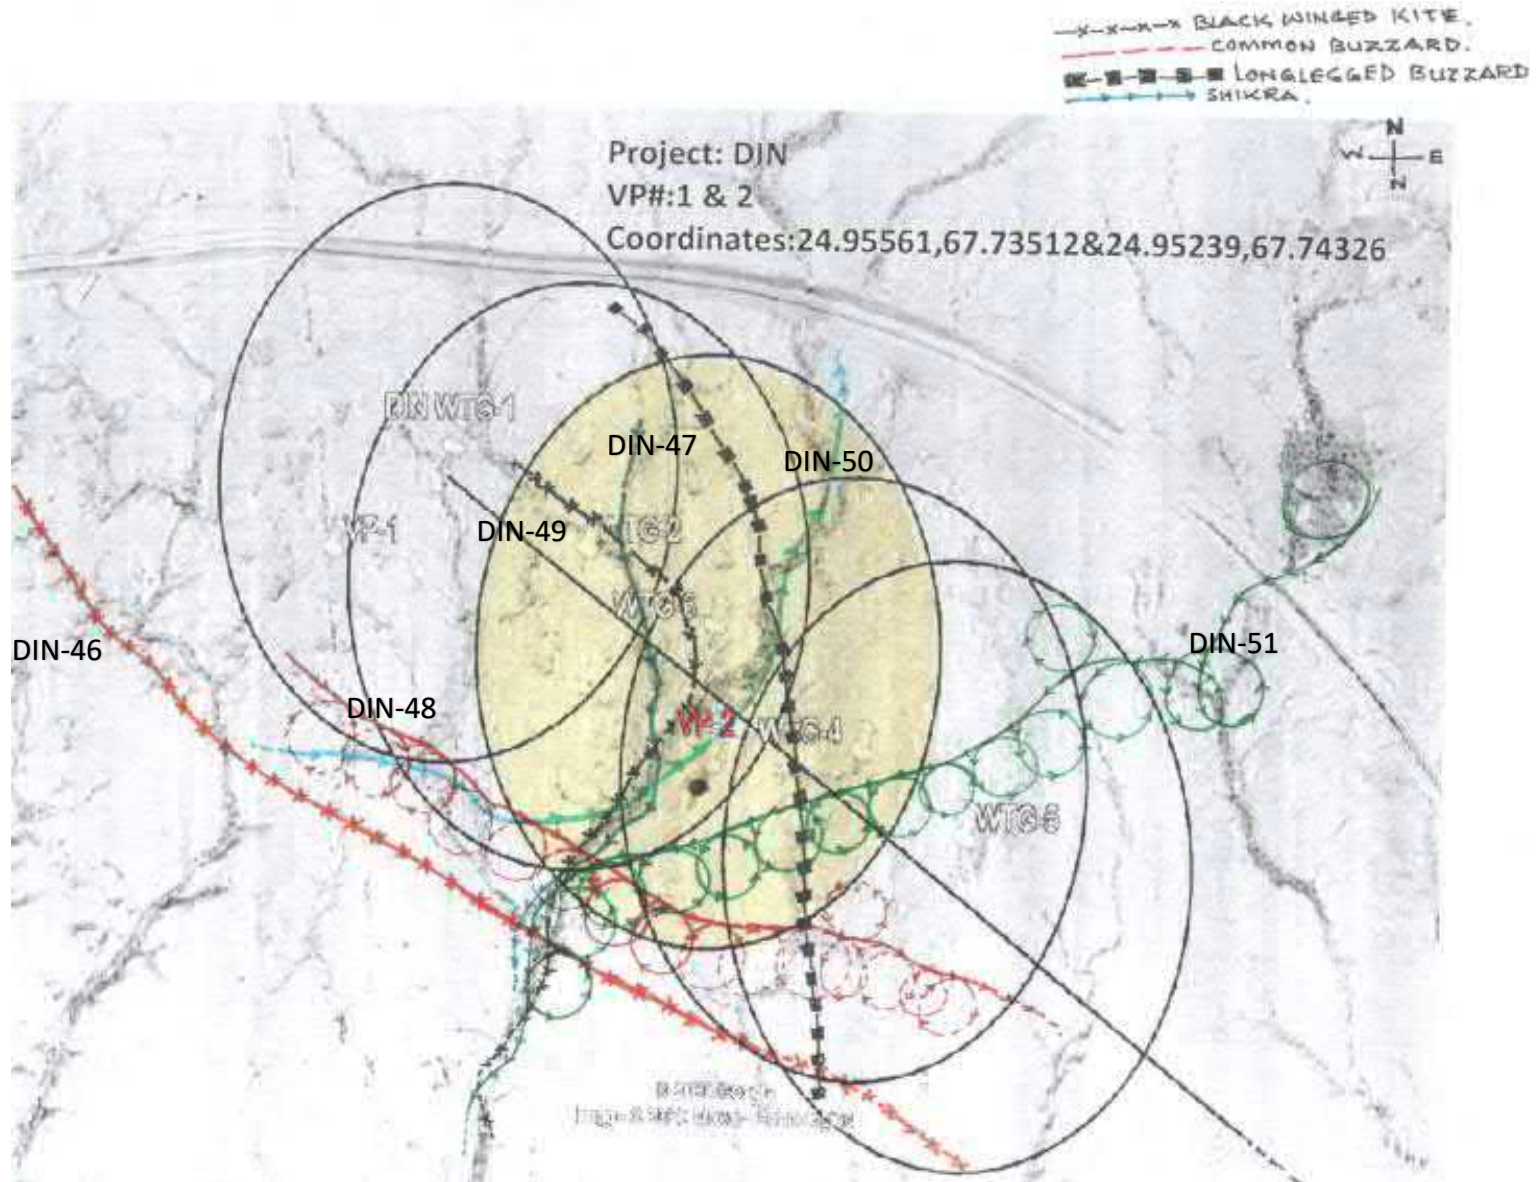 BLACK WINGED KITE.
COMMON BUZZARD.
LONGLEGGED BUZZARD
SHIKRA.
N
W E
Z
Project: DIN
VP#:1 & 2
Coordinates:24.95561,67.73512&24.95239,67.74326
DIN WTG-1
DIN-47
DIN-50
VP-1
DIN-49
WTG-2
WTG-3
DIN-46
DIN-51
DIN-48
VP-2
WTG-4
WTG-5